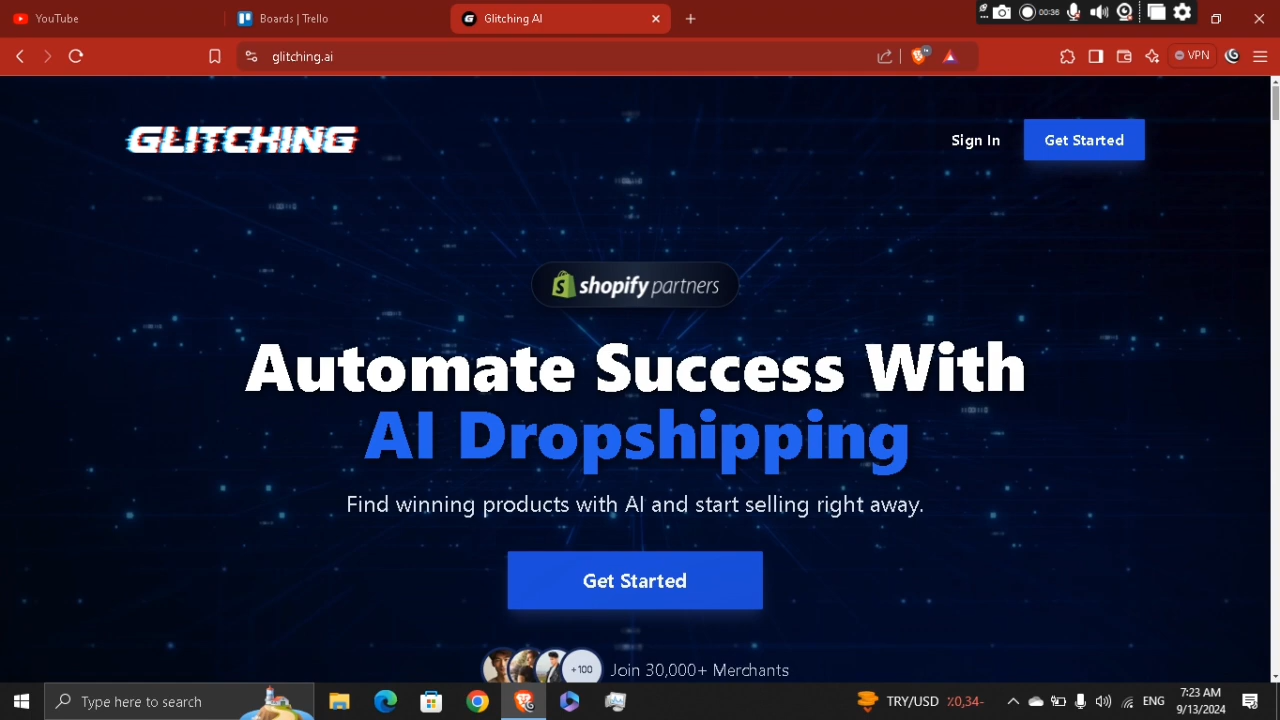 YouTube
Boards | Trello
Glitching AI
00:36
glitching.ai
VPN
GLITCHING
Sign In
Get Started
shopify partners
Automate Success With
AI Dropshipping
Find winning products with AI and start selling right away.
Get Started
+100
Join 30,000+ Merchants
Type here to search
TRY/USD
%0,34-
ENG
7:23 AM
9/13/2024